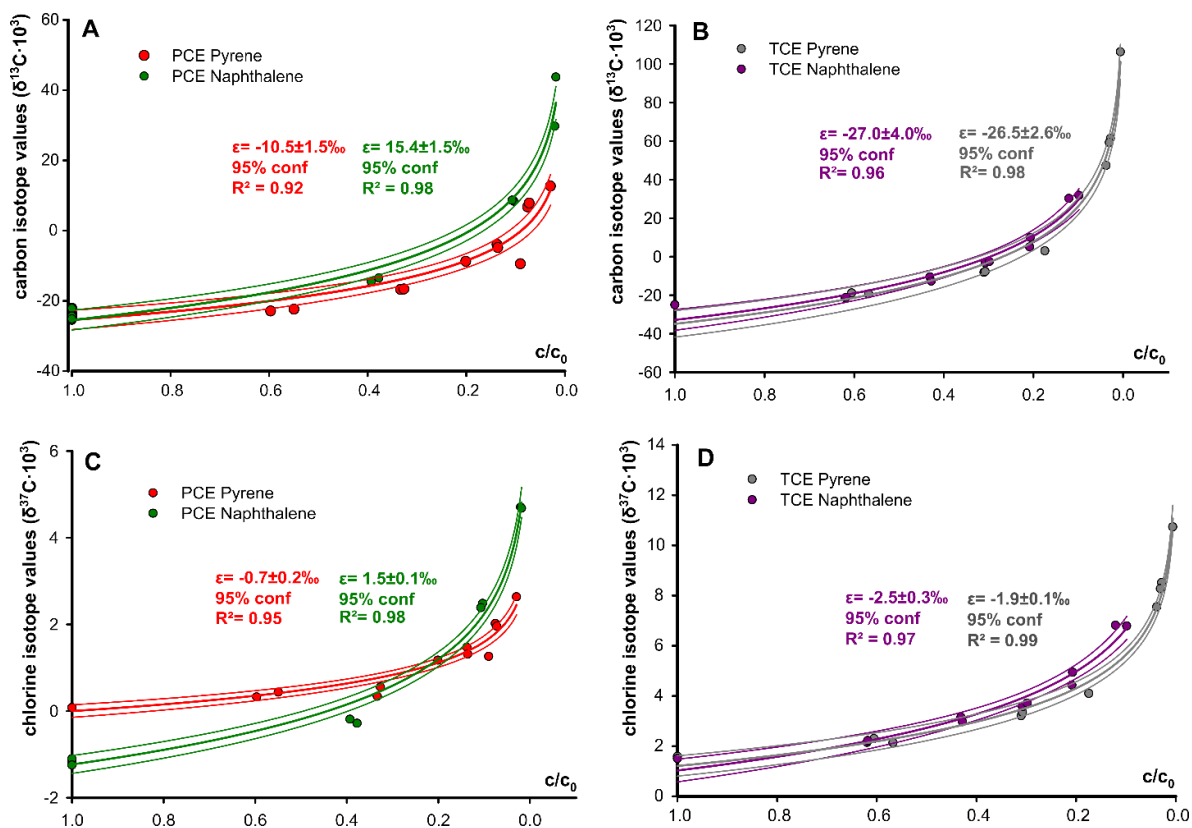 A
PCE Pyrene
PCE Naphthalene
ε= -10.5±1.5‰
95% conf
R² = 0.92
ε= 15.4±1.5‰
95% conf
R² = 0.98
carbon isotope values (δ¹³C·10³)
60
40
20
0
-20
-40
c/c₀
1.0 0.8 0.6 0.4 0.2 0.0
B
TCE Pyrene
TCE Naphthalene
ε= -27.0±4.0‰
95% conf
R²= 0.96
ε= -26.5±2.6‰
95% conf
R² = 0.98
carbon isotope values (δ¹³C·10³)
120
100
80
60
40
20
0
-20
-40
-60
c/c₀
1.0 0.8 0.6 0.4 0.2 0.0
C
PCE Pyrene
PCE Naphthalene
ε= -0.7±0.2‰
95% conf
R²= 0.95
ε= 1.5±0.1‰
95% conf
R² = 0.98
chlorine isotope values (δ³⁷C·10³)
6
4
2
0
-2
c/c₀
1.0 0.8 0.6 0.4 0.2 0.0
D
TCE Pyrene
TCE Naphthalene
ε= -2.5±0.3‰
95% conf
R² = 0.97
ε= -1.9±0.1‰
95% conf
R² = 0.99
chlorine isotope values (δ³⁷C·10³)
14
12
10
8
6
4
2
0
c/c₀
1.0 0.8 0.6 0.4 0.2 0.0